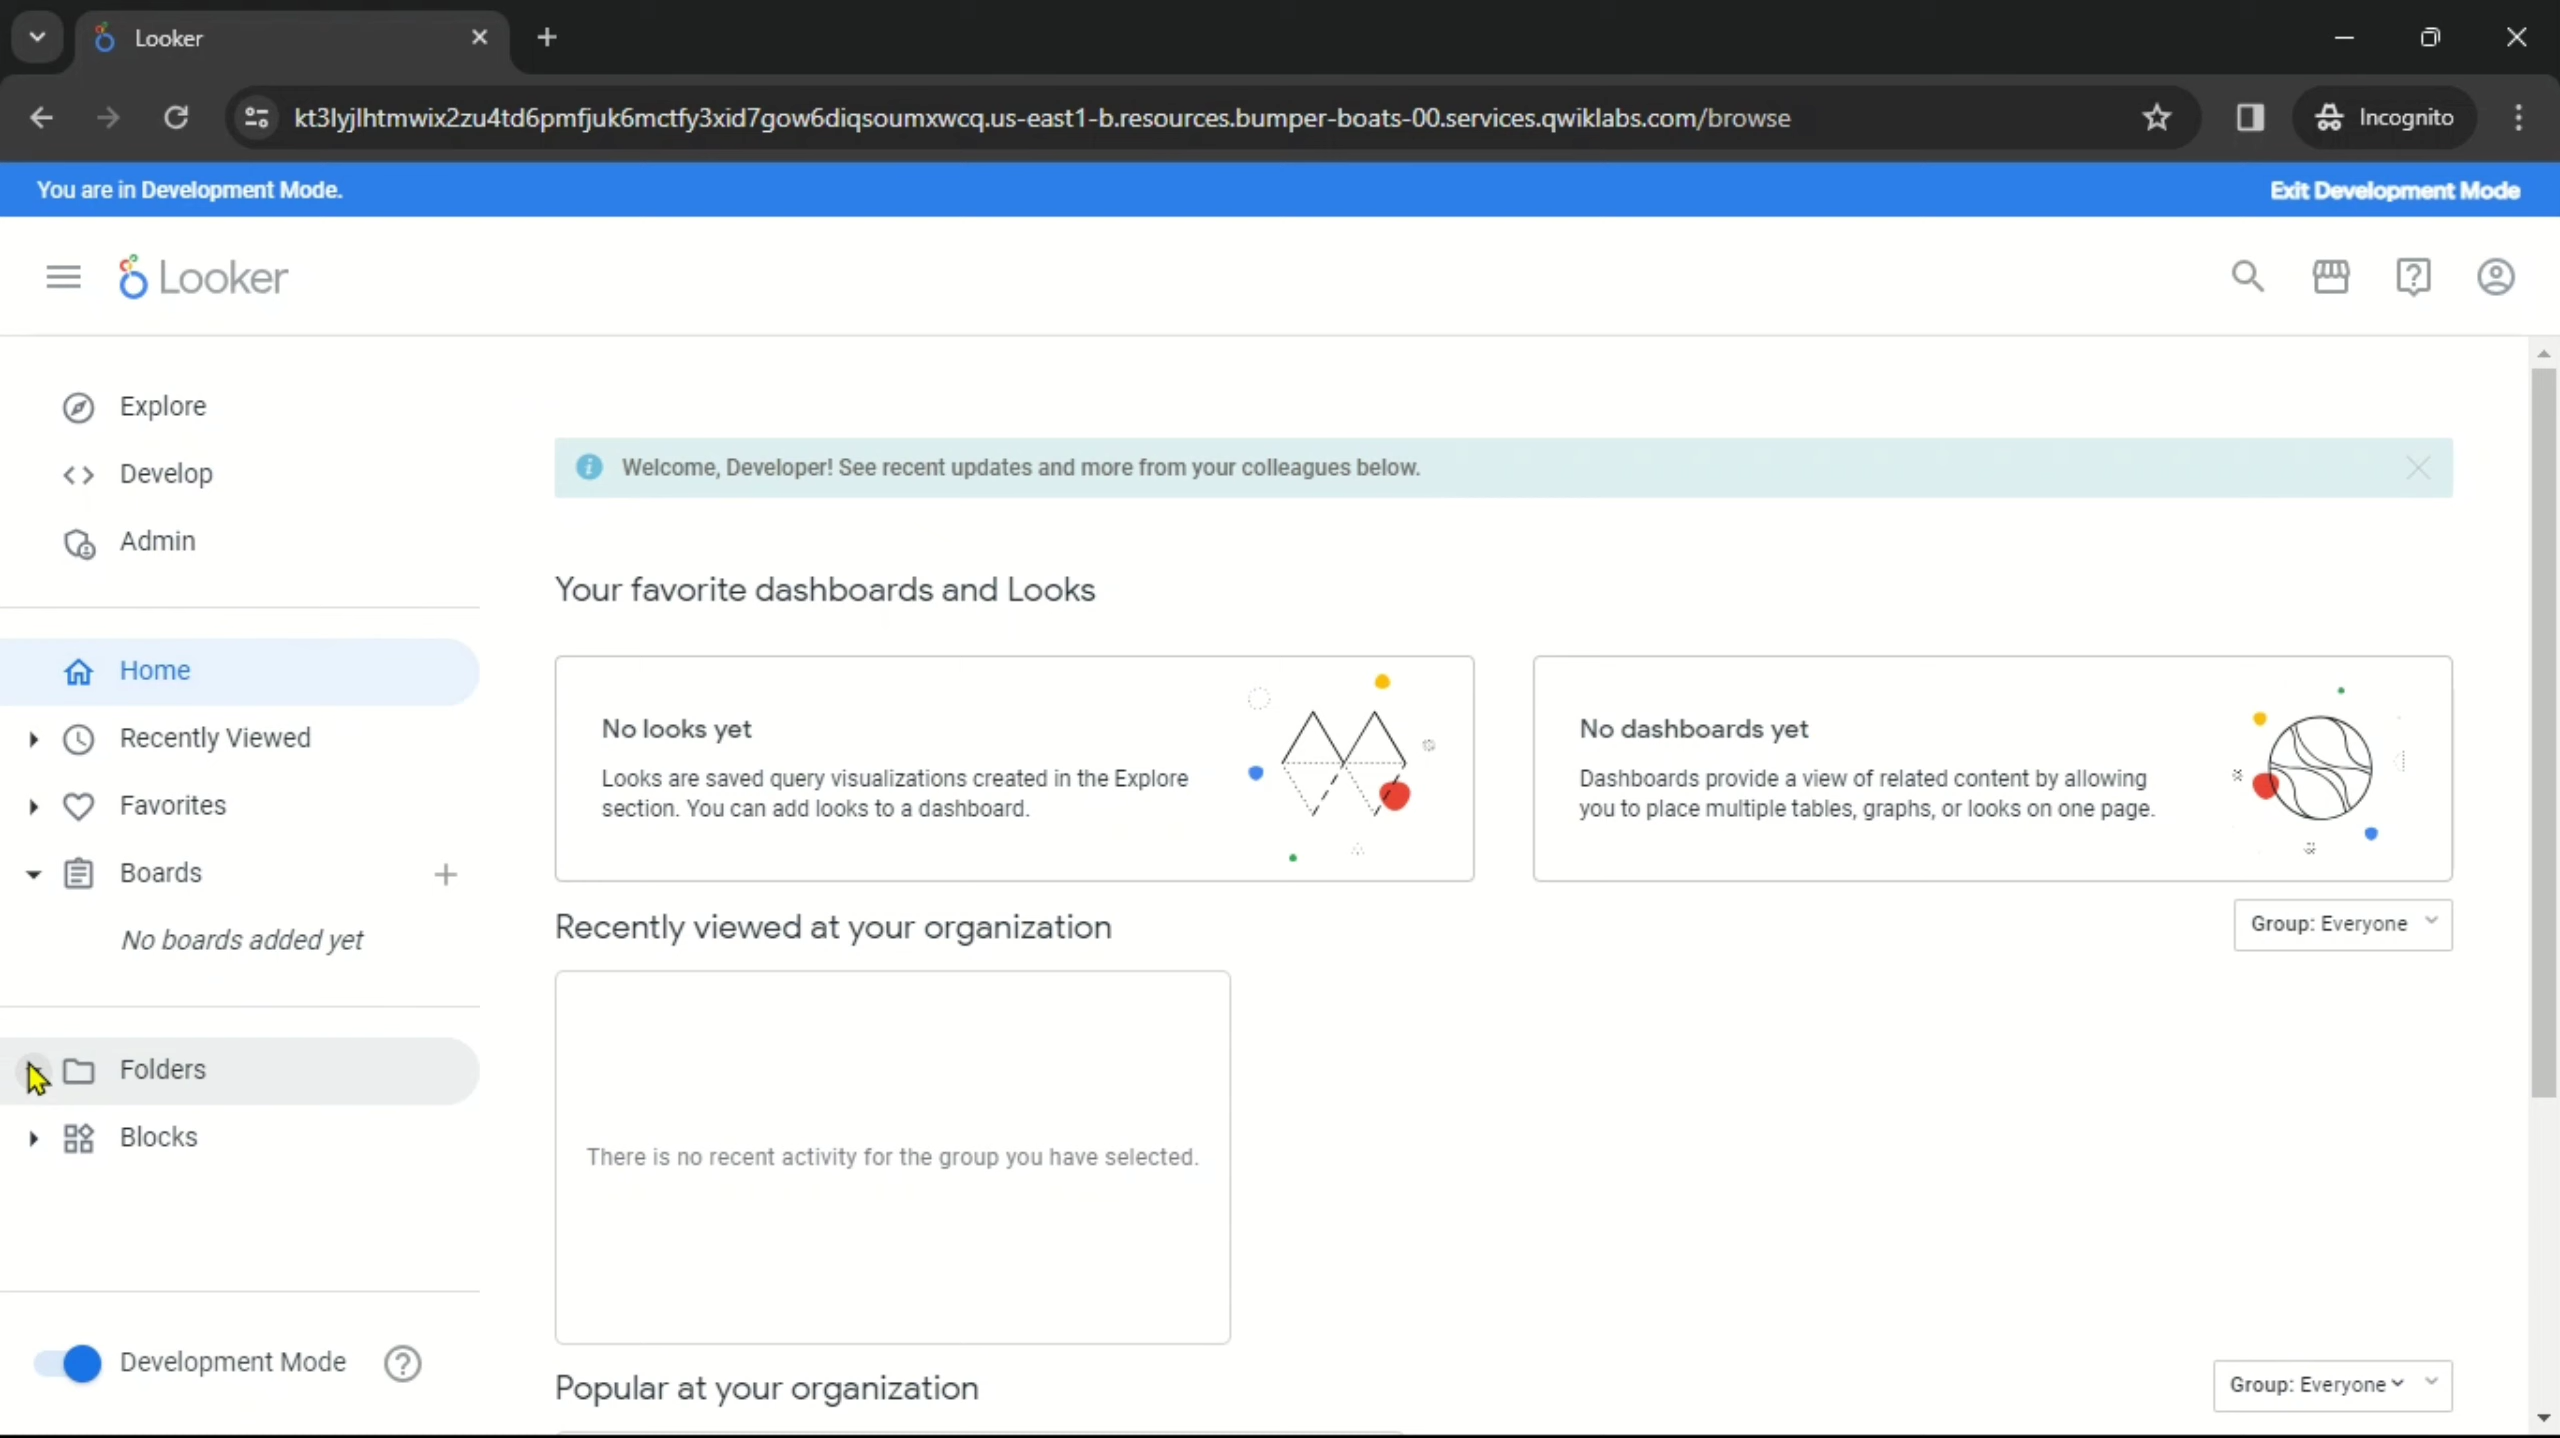 Looker
kt3lyjlhtmwix2zu4td6pmfjuk6mctfy3xid7gow6diqsoumxwcq.us-east1-b.resources.bumper-boats-00.services.qwiklabs.com/browse
Incognito
You are in Development Mode.
Exit Development Mode
Looker
Explore
Develop
Admin
Home
Recently Viewed
Favorites
Boards
No boards added yet
Folders
Blocks
Development Mode
Welcome, Developer! See recent updates and more from your colleagues below.
Your favorite dashboards and Looks
No looks yet
Looks are saved query visualizations created in the Explore
section. You can add looks to a dashboard.
No dashboards yet
Dashboards provide a view of related content by allowing
you to place multiple tables, graphs, or looks on one page.
Recently viewed at your organization
Group: Everyone
There is no recent activity for the group you have selected.
Popular at your organization
Group: Everyone